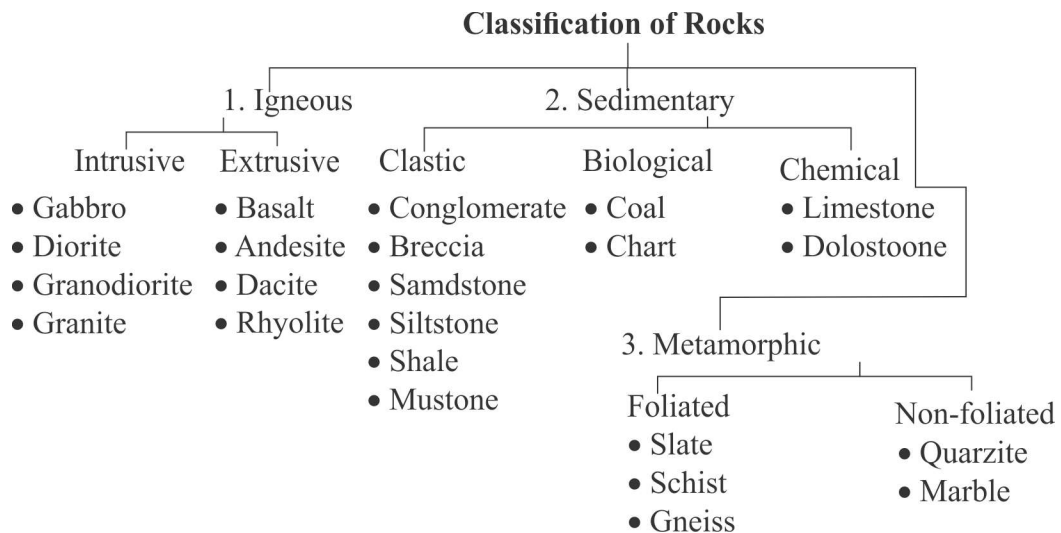 Classification of Rocks
1. Igneous
2. Sedimentary
Intrusive
• Gabbro
• Diorite
• Granodiorite
• Granite
Extrusive
• Basalt
• Andesite
• Dacite
• Rhyolite
Clastic
• Conglomerate
• Breccia
• Samdstone
• Siltstone
• Shale
• Mustone
Biological
• Coal
• Chart
Chemical
• Limestone
• Dolostoone
3. Metamorphic
Foliated
• Slate
• Schist
• Gneiss
Non-foliated
• Quarzite
• Marble